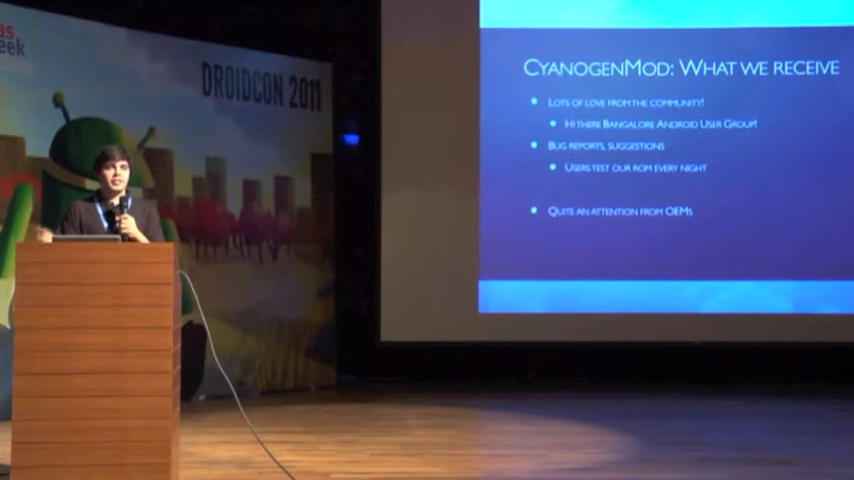 DROIDCON 2011
CYANOGENMOD: WHAT WE RECEIVE
LOTS OF LOVE FROM THE COMMUNITY!
HI THERE BANGALORE ANDROID USER GROUP!
BUG REPORTS, SUGGESTIONS
USERS TEST OUR ROM EVERY NIGHT
QUITE AN ATTENTION FROM OEMS